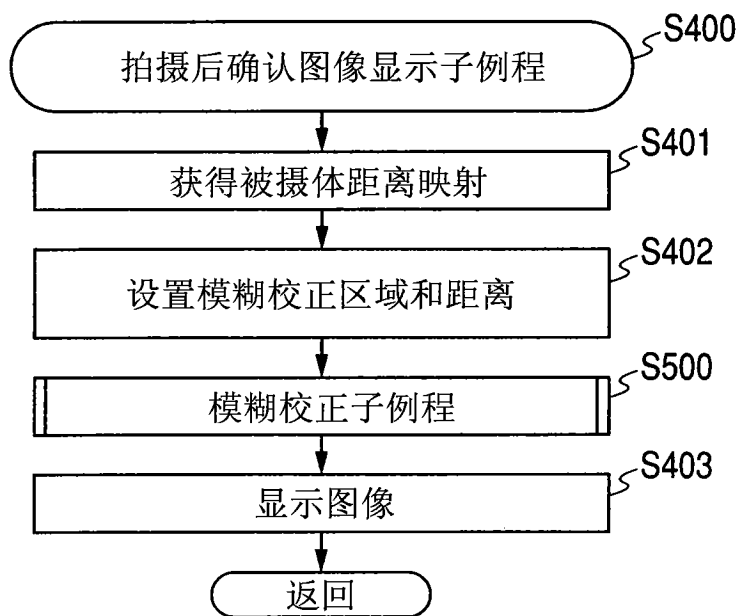 S400
拍摄后确认图像显示子例程
S401
获得被摄体距离映射
S402
设置模糊校正区域和距离
S500
模糊校正子例程
S403
显示图像
返回